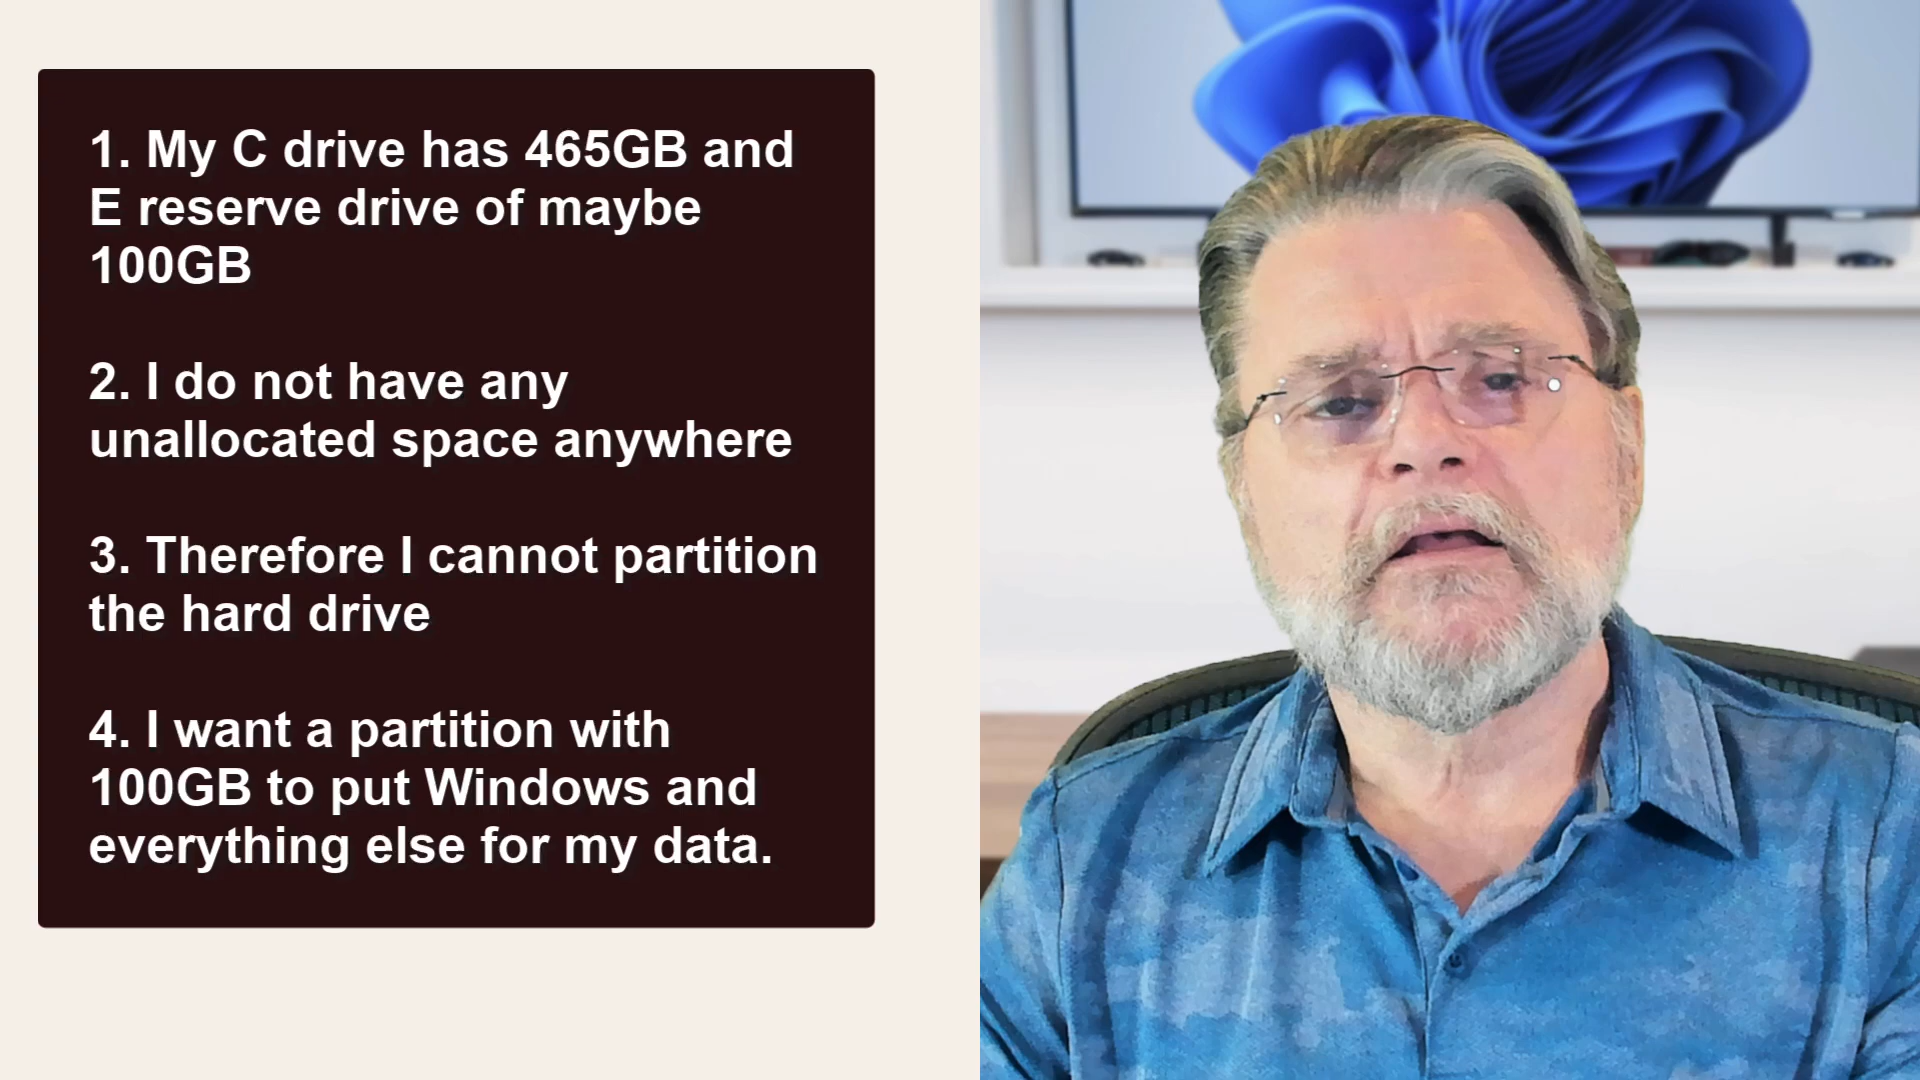 1. My C drive has 465GB and
E reserve drive of maybe
100GB
2. I do not have any
unallocated space anywhere
3. Therefore I cannot partition
the hard drive
4. I want a partition with
100GB to put Windows and
everything else for my data.